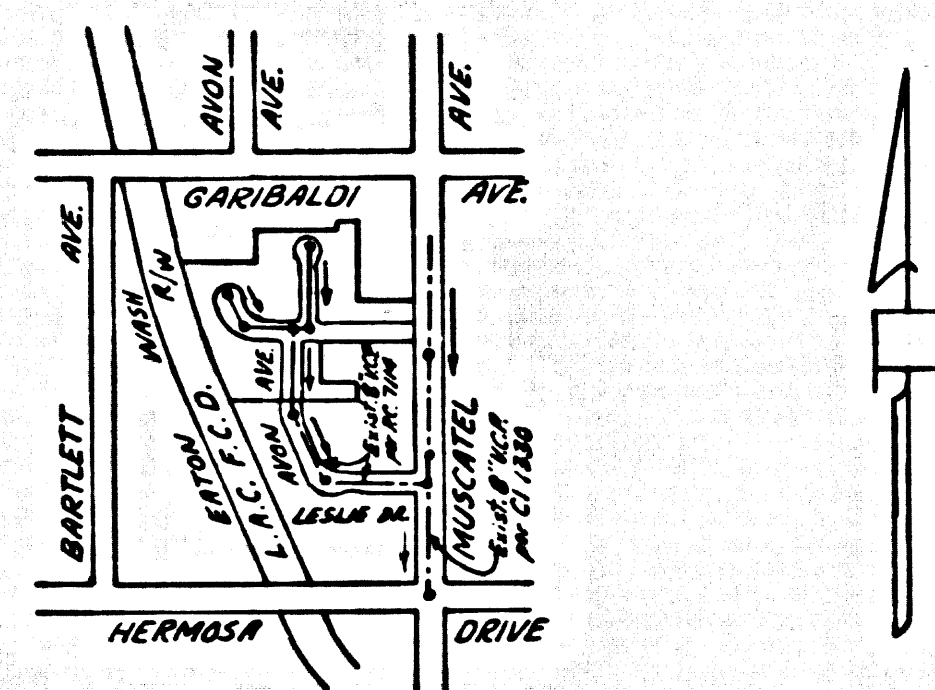 AVON
AVE.
AVE.
GARIBALDI
AVE.
AVE.
WASH
R/W
AVE.
Exist. 8" V.C.P.
per P.C. 7114
BARTLETT
EATON
L.A.C. F.C.D.
AVON
LESLIE DR.
MUSCATEL
Exist. 8" V.C.P.
per CI 1330
HERMOSA
DRIVE